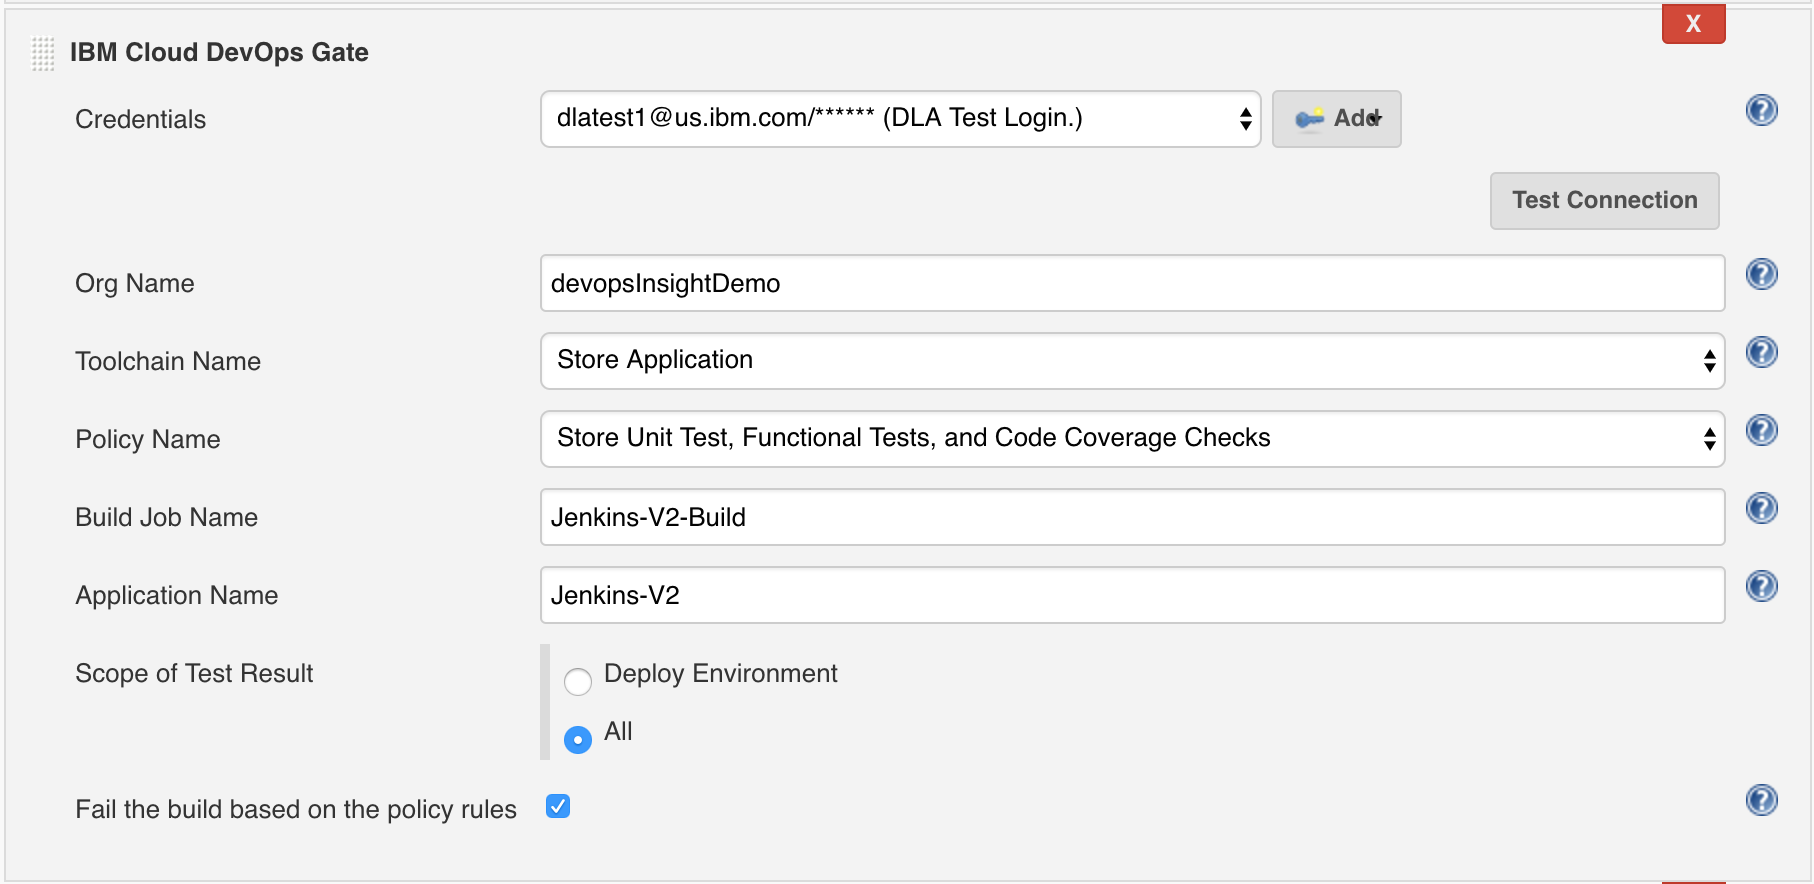 X
IBM Cloud DevOps Gate
Credentials
dlatest1@us.ibm.com/****** (DLA Test Login.)
Add
?
Test Connection
Org Name
devopsInsightDemo
?
Toolchain Name
Store Application
?
Policy Name
Store Unit Test, Functional Tests, and Code Coverage Checks
?
Build Job Name
Jenkins-V2-Build
?
Application Name
Jenkins-V2
?
Scope of Test Result
Deploy Environment
All
Fail the build based on the policy rules
?